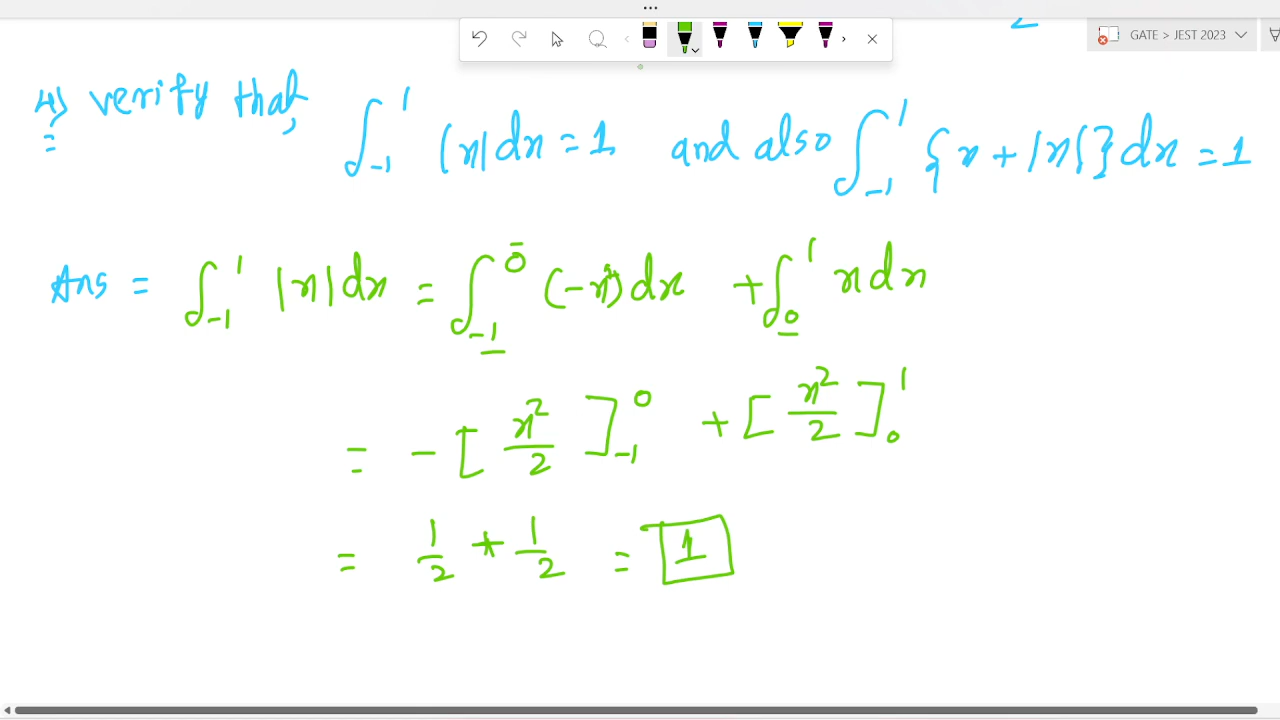 GATE > JEST 2023
4) verify that, ∫₋₁¹ |x| dx = 1 and also ∫₋₁¹ {x + |x|} dx = 1
Ans = ∫₋₁¹ |x| dx = ∫₋₁⁰ (-x) dx + ∫₀¹ x dx
= - [x²/2]₋₁⁰ + [x²/2]₀¹
= 1/2 + 1/2 = 1